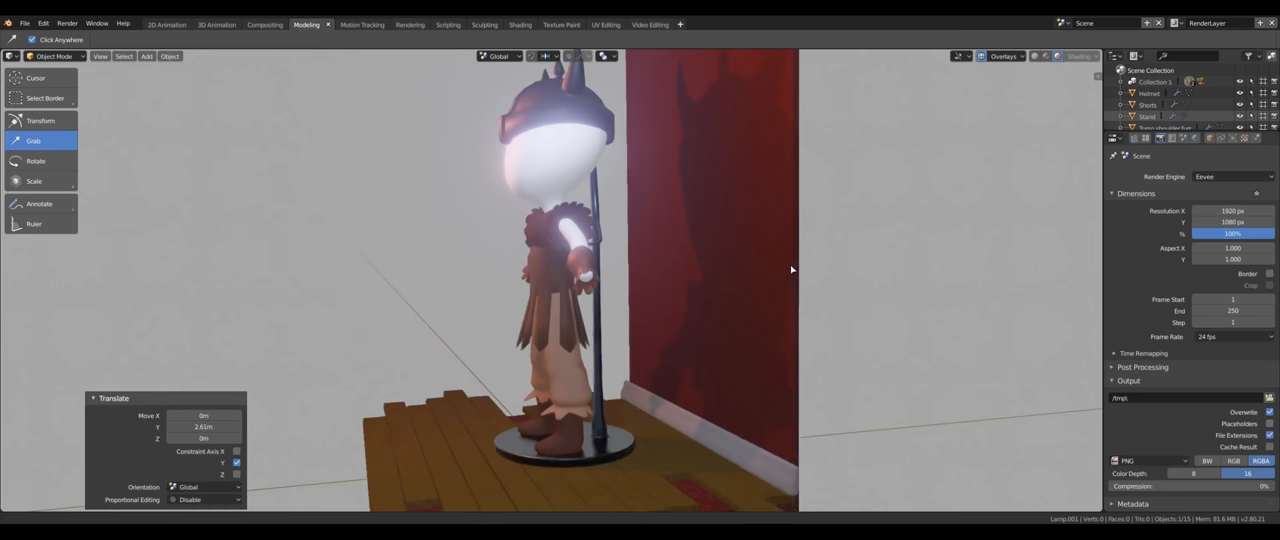 File Edit Render Window Help 2D Animation 3D Animation Compositing Modeling Motion Tracking Rendering Scripting Sculpting Shading Texture Paint UV Editing Video Editing Scene RenderLayer
Click Anywhere
Object Mode View Select Add Object Global Overlays Shading
Scene Collection
Collection 1
Helmet
Shorts
Stand
Cursor
Select Border
Transform
Grab
Rotate
Scale
Annotate
Ruler
Scene
Render Engine Eevee
Dimensions
Resolution X 1920 px
Y 1080 px
% 100%
Aspect X 1.000
Y 1.000
Border
Crop
Frame Start 1
End 250
Step 1
Frame Rate 24 fps
Time Remapping
Post Processing
Output
/tmp\
Overwrite
Placeholders
File Extensions
Cache Result
PNG BW RGB RGBA
Color Depth: 8 16
Compression: 0%
Metadata
Translate
Move X 0m
Y 2.61m
Z 0m
Constraint Axis X
Y
Z
Orientation Global
Proportional Editing Disable
Lamp.001 | Verts:0 | Faces:0 | Tris:0 | Objects:1/15 | Mem: 81.6 MB | v2.80.21